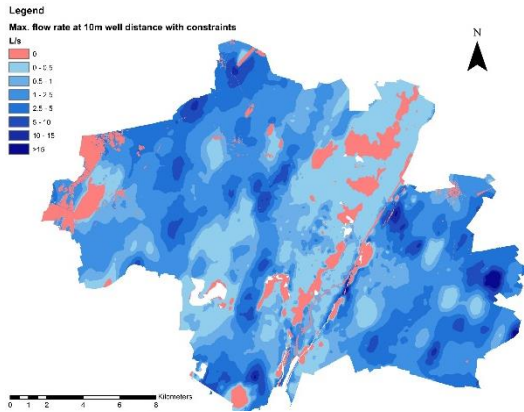 Legend
Max. flow rate at 10m well distance with constraints
L/s
0
0 - 0.5
0.5 - 1
1 - 2.5
2.5 - 5
5 - 10
10 - 15
>15
N
0 1 2 4 6 8 Kilometers